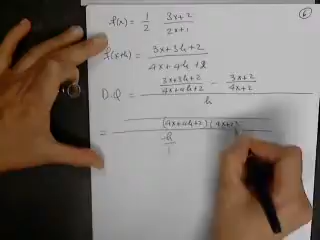 6
f(x) = 1/2 3x+2/2x+1
f(x+h) = 3x+3h+2/4x+4h+2
D.Q = (3x+3h+2/4x+4h+2 - 3x+2/4x+2)/h
= /(4x+4h+2)(4x+2
h/1